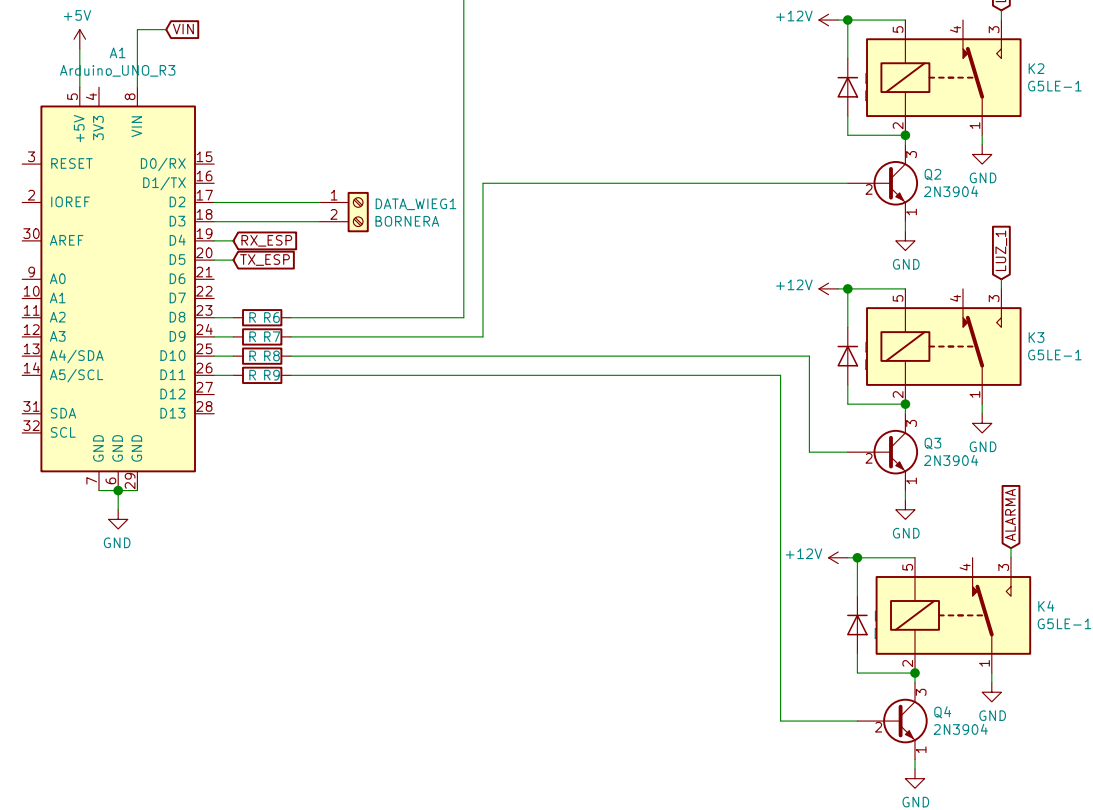 +5V
VIN
A1
Arduino_UNO_R3
5
4
8
+5V
3V3
VIN
3
RESET
D0/RX
15
D1/TX
16
2
IOREF
D2
17
D3
18
30
AREF
D4
19
D5
20
9
A0
D6
21
10
A1
D7
22
11
A2
D8
23
12
A3
D9
24
13
A4/SDA
D10
25
14
A5/SCL
D11
26
D12
27
31
SDA
D13
28
32
SCL
GND
GND
GND
7
6
29
GND
1
2
DATA_WIEG1
BORNERA
RX_ESP
TX_ESP
R R6
R R7
R R8
R R9
+12V
5
4
3
K2
G5LE-1
2
1
GND
3
Q2
2N3904
2
1
GND
LUZ_1
+12V
5
4
3
K3
G5LE-1
2
1
GND
3
Q3
2N3904
2
1
GND
ALARMA
+12V
5
4
3
K4
G5LE-1
2
1
GND
3
Q4
2N3904
2
1
GND